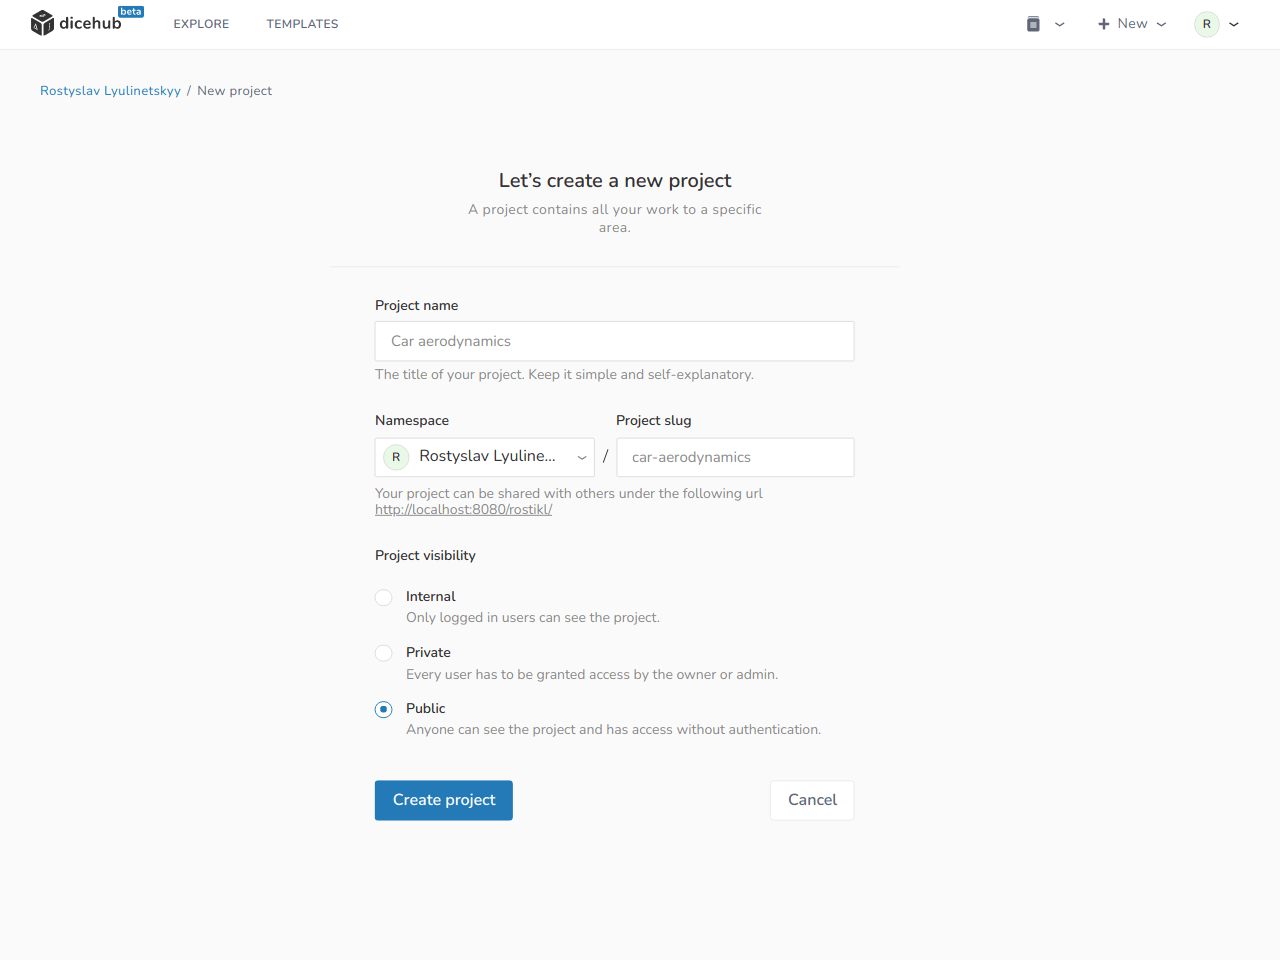 dicehub beta EXPLORE TEMPLATES New R
Rostyslav Lyulinetskyy / New project
Let's create a new project
A project contains all your work to a specific
area.
Project name
Car aerodynamics
The title of your project. Keep it simple and self-explanatory.
Namespace Project slug
R Rostyslav Lyuline... / car-aerodynamics
Your project can be shared with others under the following url
http://localhost:8080/rostikl/
Project visibility
Internal
Only logged in users can see the project.
Private
Every user has to be granted access by the owner or admin.
Public
Anyone can see the project and has access without authentication.
Create project Cancel